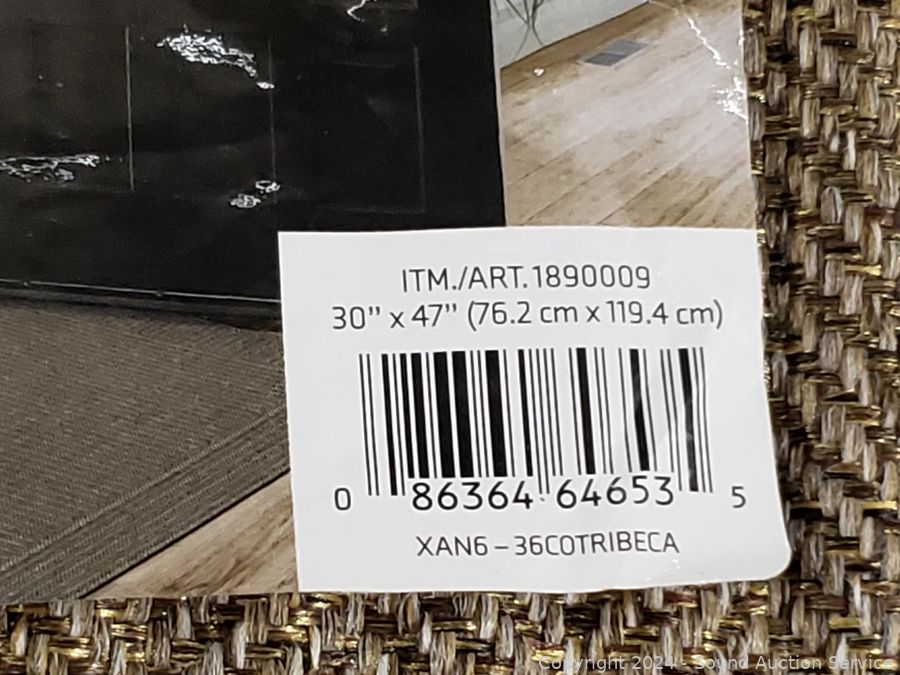 ITM./ART. 1890009
30" x 47" (76.2 cm x 119.4 cm)
0 86364 64653 5
XAN6 – 36COTRIBECA
Copyright 2024 - Sound Auction Service